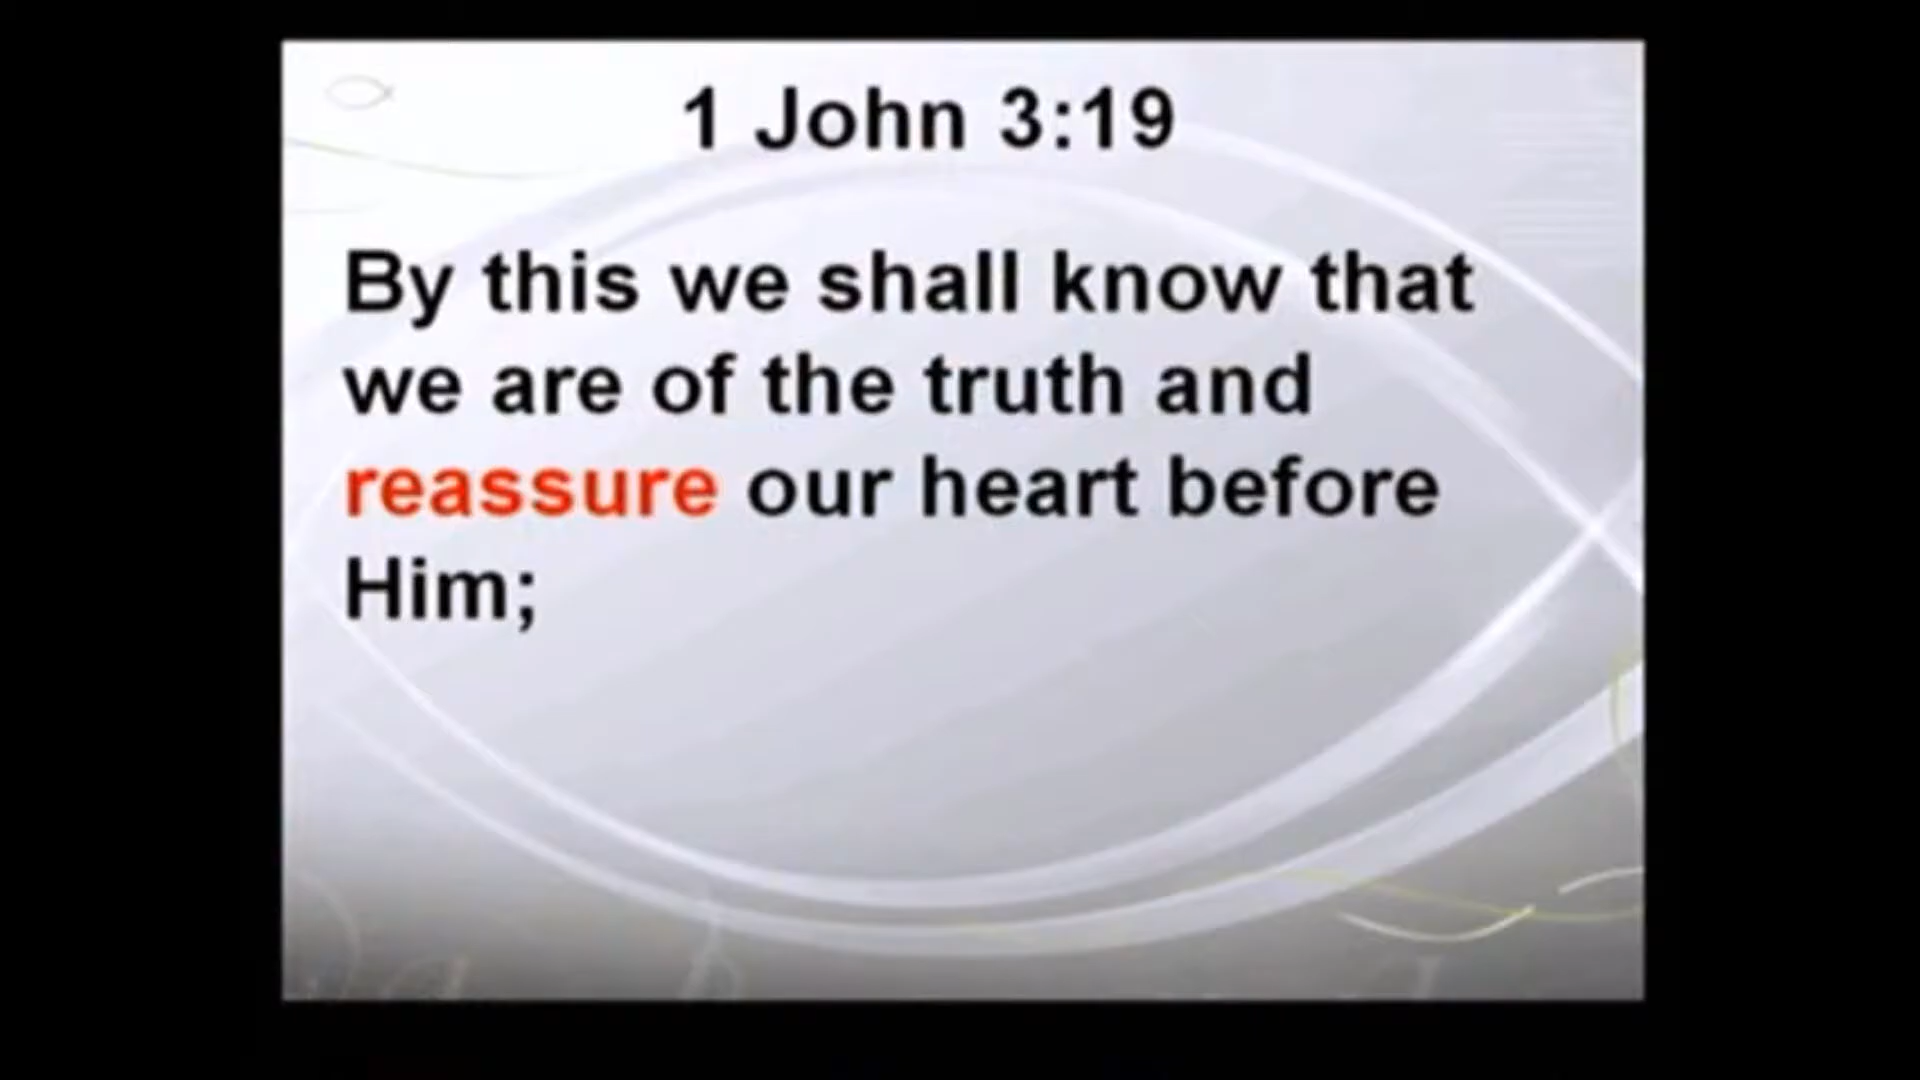 1 John 3:19
By this we shall know that
we are of the truth and
reassure our heart before
Him;